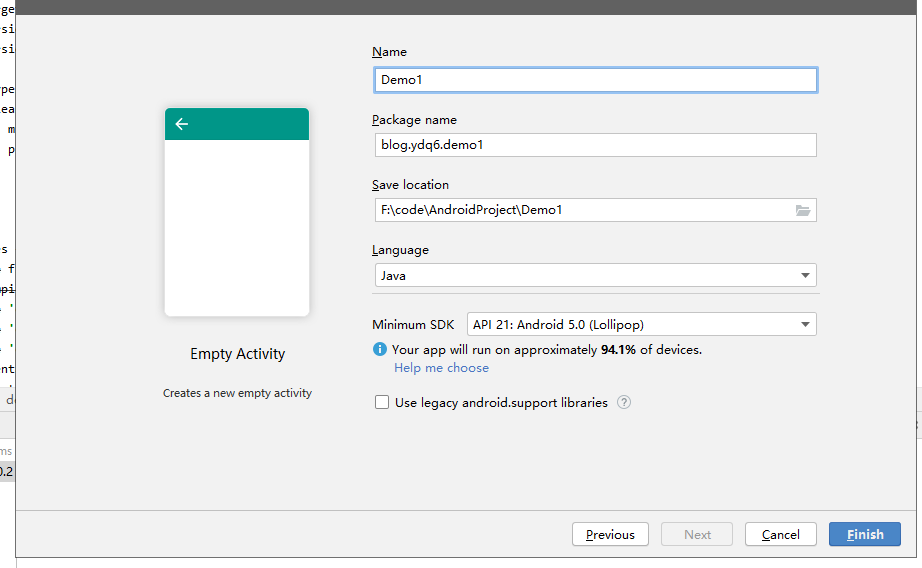 Name
Demo1
Package name
blog.ydq6.demo1
Save location
F:\code\AndroidProject\Demo1
Language
Java
Minimum SDK API 21: Android 5.0 (Lollipop)
Your app will run on approximately 94.1% of devices.
Help me choose
Use legacy android.support libraries ?
Empty Activity
Creates a new empty activity
Previous Next Cancel Finish